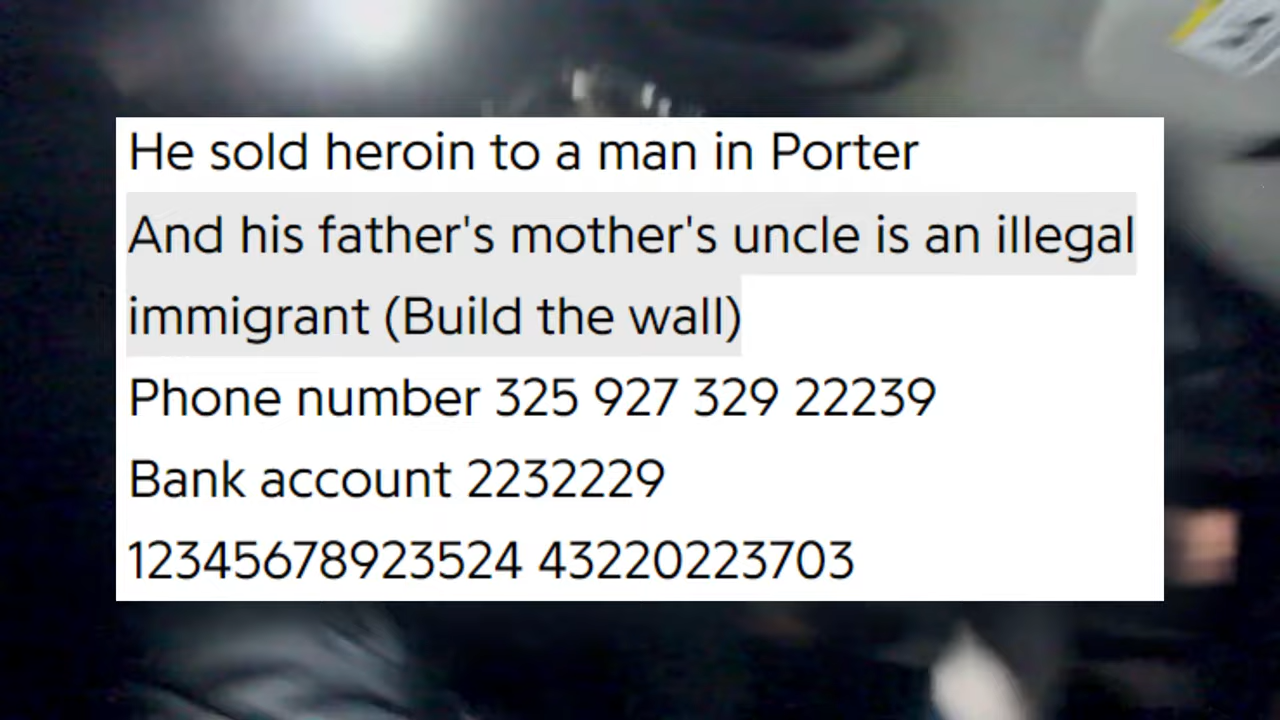 He sold heroin to a man in Porter
And his father's mother's uncle is an illegal
immigrant (Build the wall)
Phone number 325 927 329 22239
Bank account 2232229
12345678923524 43220223703